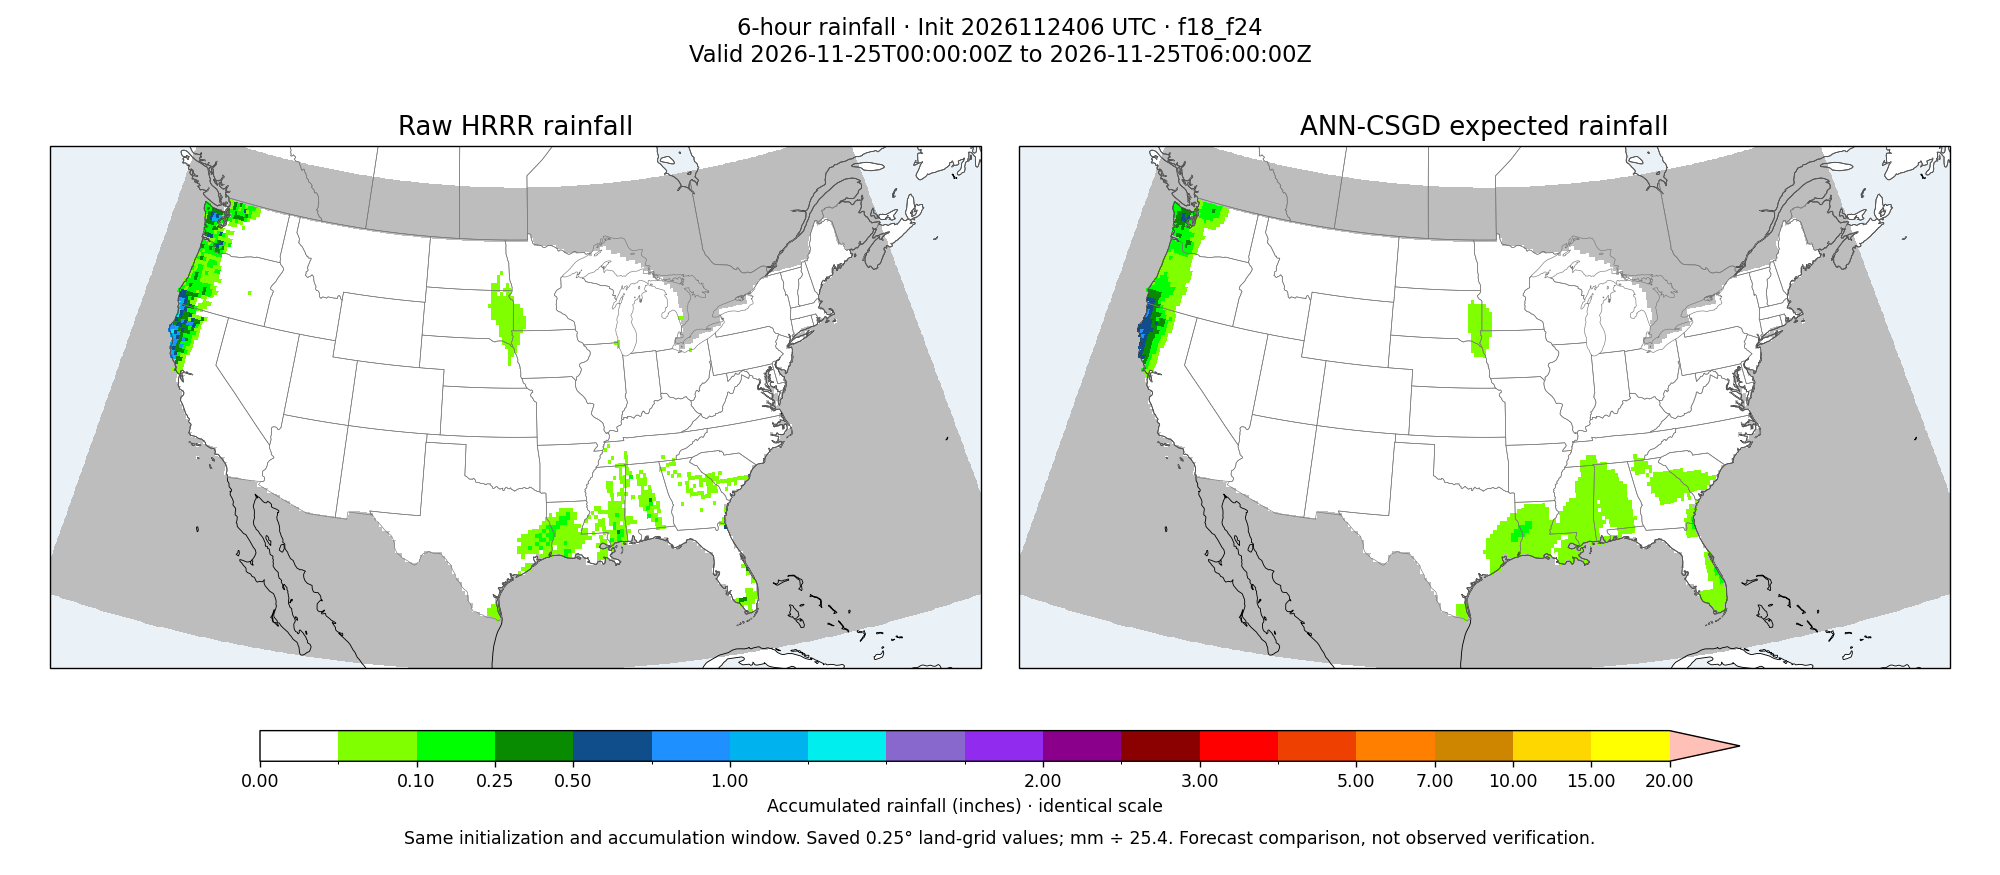 6-hour rainfall · Init 2026112406 UTC · f18_f24
Valid 2026-11-25T00:00:00Z to 2026-11-25T06:00:00Z
Raw HRRR rainfall
ANN-CSGD expected rainfall
0.00 0.10 0.25 0.50 1.00 2.00 3.00 5.00 7.00 10.00 15.00 20.00
Accumulated rainfall (inches) · identical scale
Same initialization and accumulation window. Saved 0.25° land-grid values; mm ÷ 25.4. Forecast comparison, not observed verification.